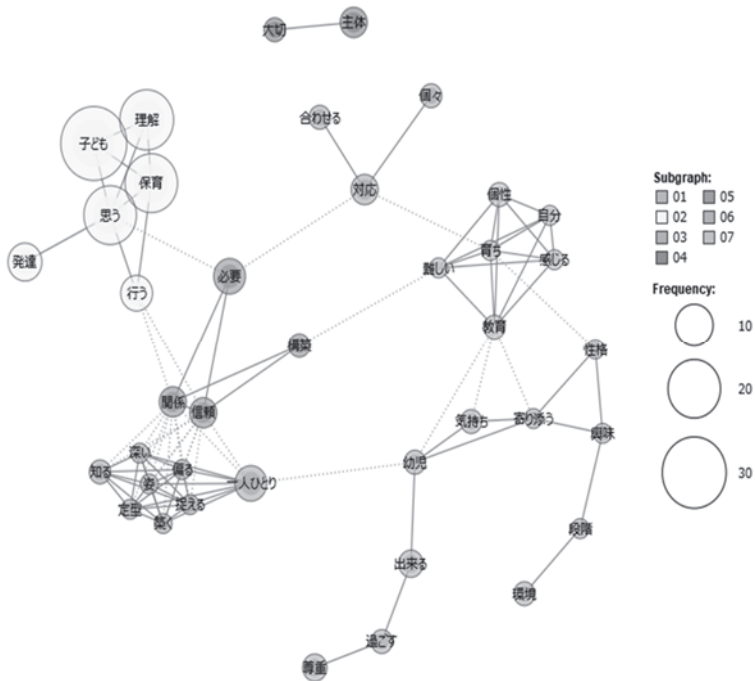 大切
主体
個々
合わせる
理解
子ども
保育
対応
個性
思う
自分
育ち
感じる
発達
難しい
必要
行う
教育
構築
性格
関係
信頼
気持ち
寄り添う
興味
深い
幼児
知る
偏る
姿
人ひとり
捉える
定型
築く
段階
出来る
環境
過ごす
尊重
Subgraph:
01 05
02 06
03 07
04
Frequency:
10
20
30